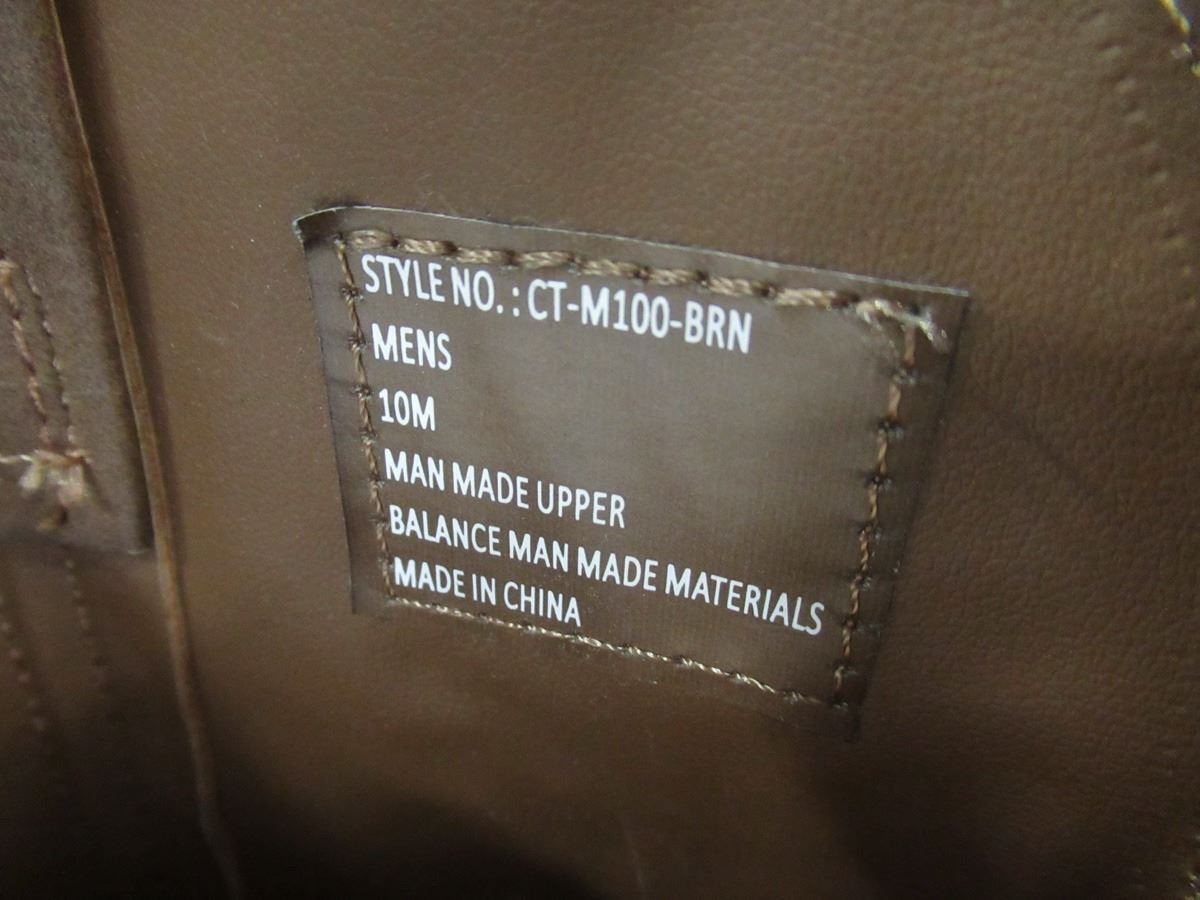 STYLE NO. : CT-M100-BRN
MENS
10M
MAN MADE UPPER
BALANCE MAN MADE MATERIALS
MADE IN CHINA